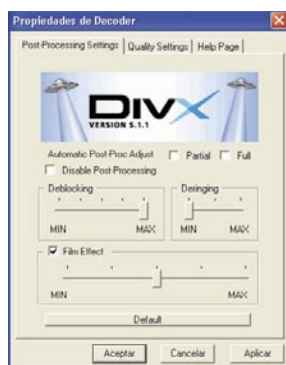 Propiedades de Decoder
Post-Processing Settings Quality Settings Help Page
DivX
VERSION 5.1.1
Automatic Post-Proc Adjust Partial Full
Disable Post-Processing
Deblocking Deringing
MIN MAX MIN MAX
Film Effect
MIN MAX
Default
Aceptar Cancelar Aplicar